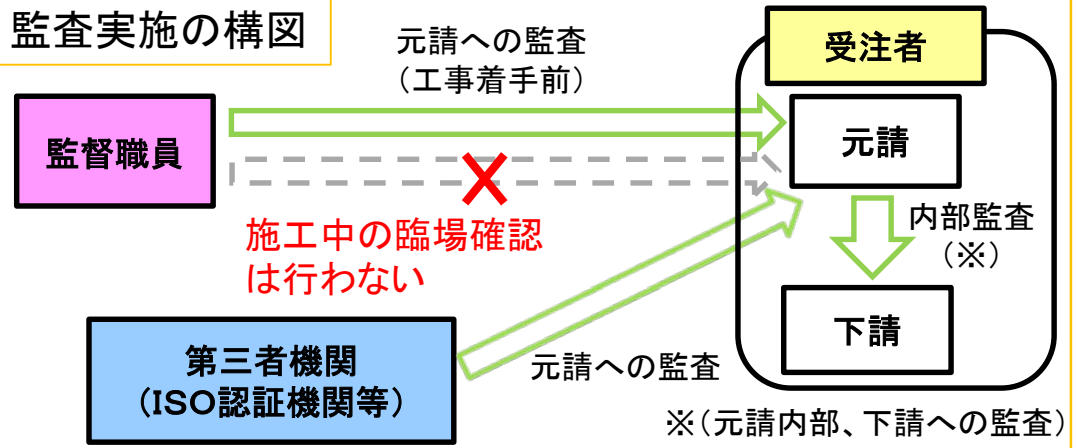 監査実施の構図
元請への監査
（工事着手前）
受注者
監督職員
元請
施工中の臨場確認
は行わない
内部監査
（※）
第三者機関
（ISO認証機関等）
元請への監査
下請
※（元請内部、下請への監査）